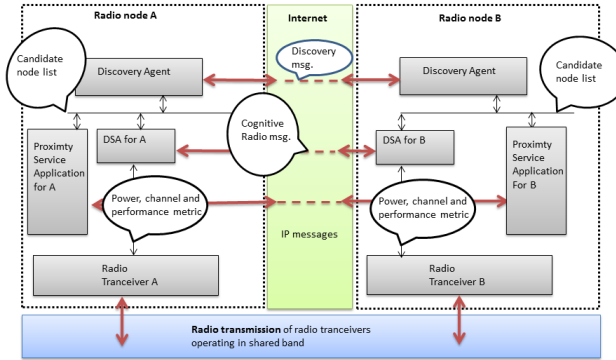 Radio node A
Internet
Radio node B
Candidate
node list
Discovery Agent
Discovery
msg.
Discovery Agent
Candidate
node list
Cognitive
Radio msg.
Proximty
Service
Application
for A
DSA for A
DSA for B
Proximty
Service
Application
For B
Power, channel and
performance metric
Power, channel and
performance metric
IP messages
Radio
Tranceiver A
Radio
Tranceiver B
Radio transmission of radio tranceivers
operating in shared band